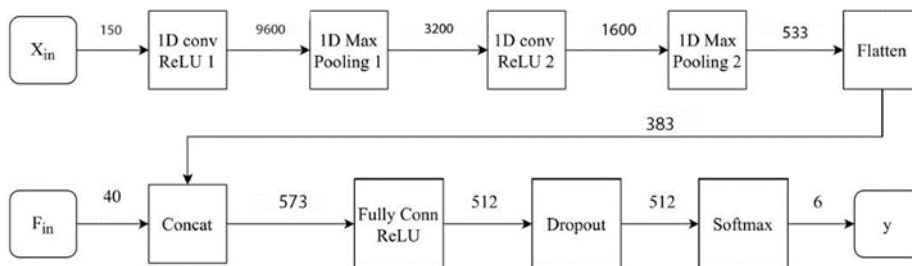 150 9600 3200 1600 533
X_in 1D conv 1D Max 1D conv 1D Max Flatten
ReLU 1 Pooling 1 ReLU 2 Pooling 2
383
40 573 512 512 6
F_in Concat Fully Conn Dropout Softmax y
ReLU